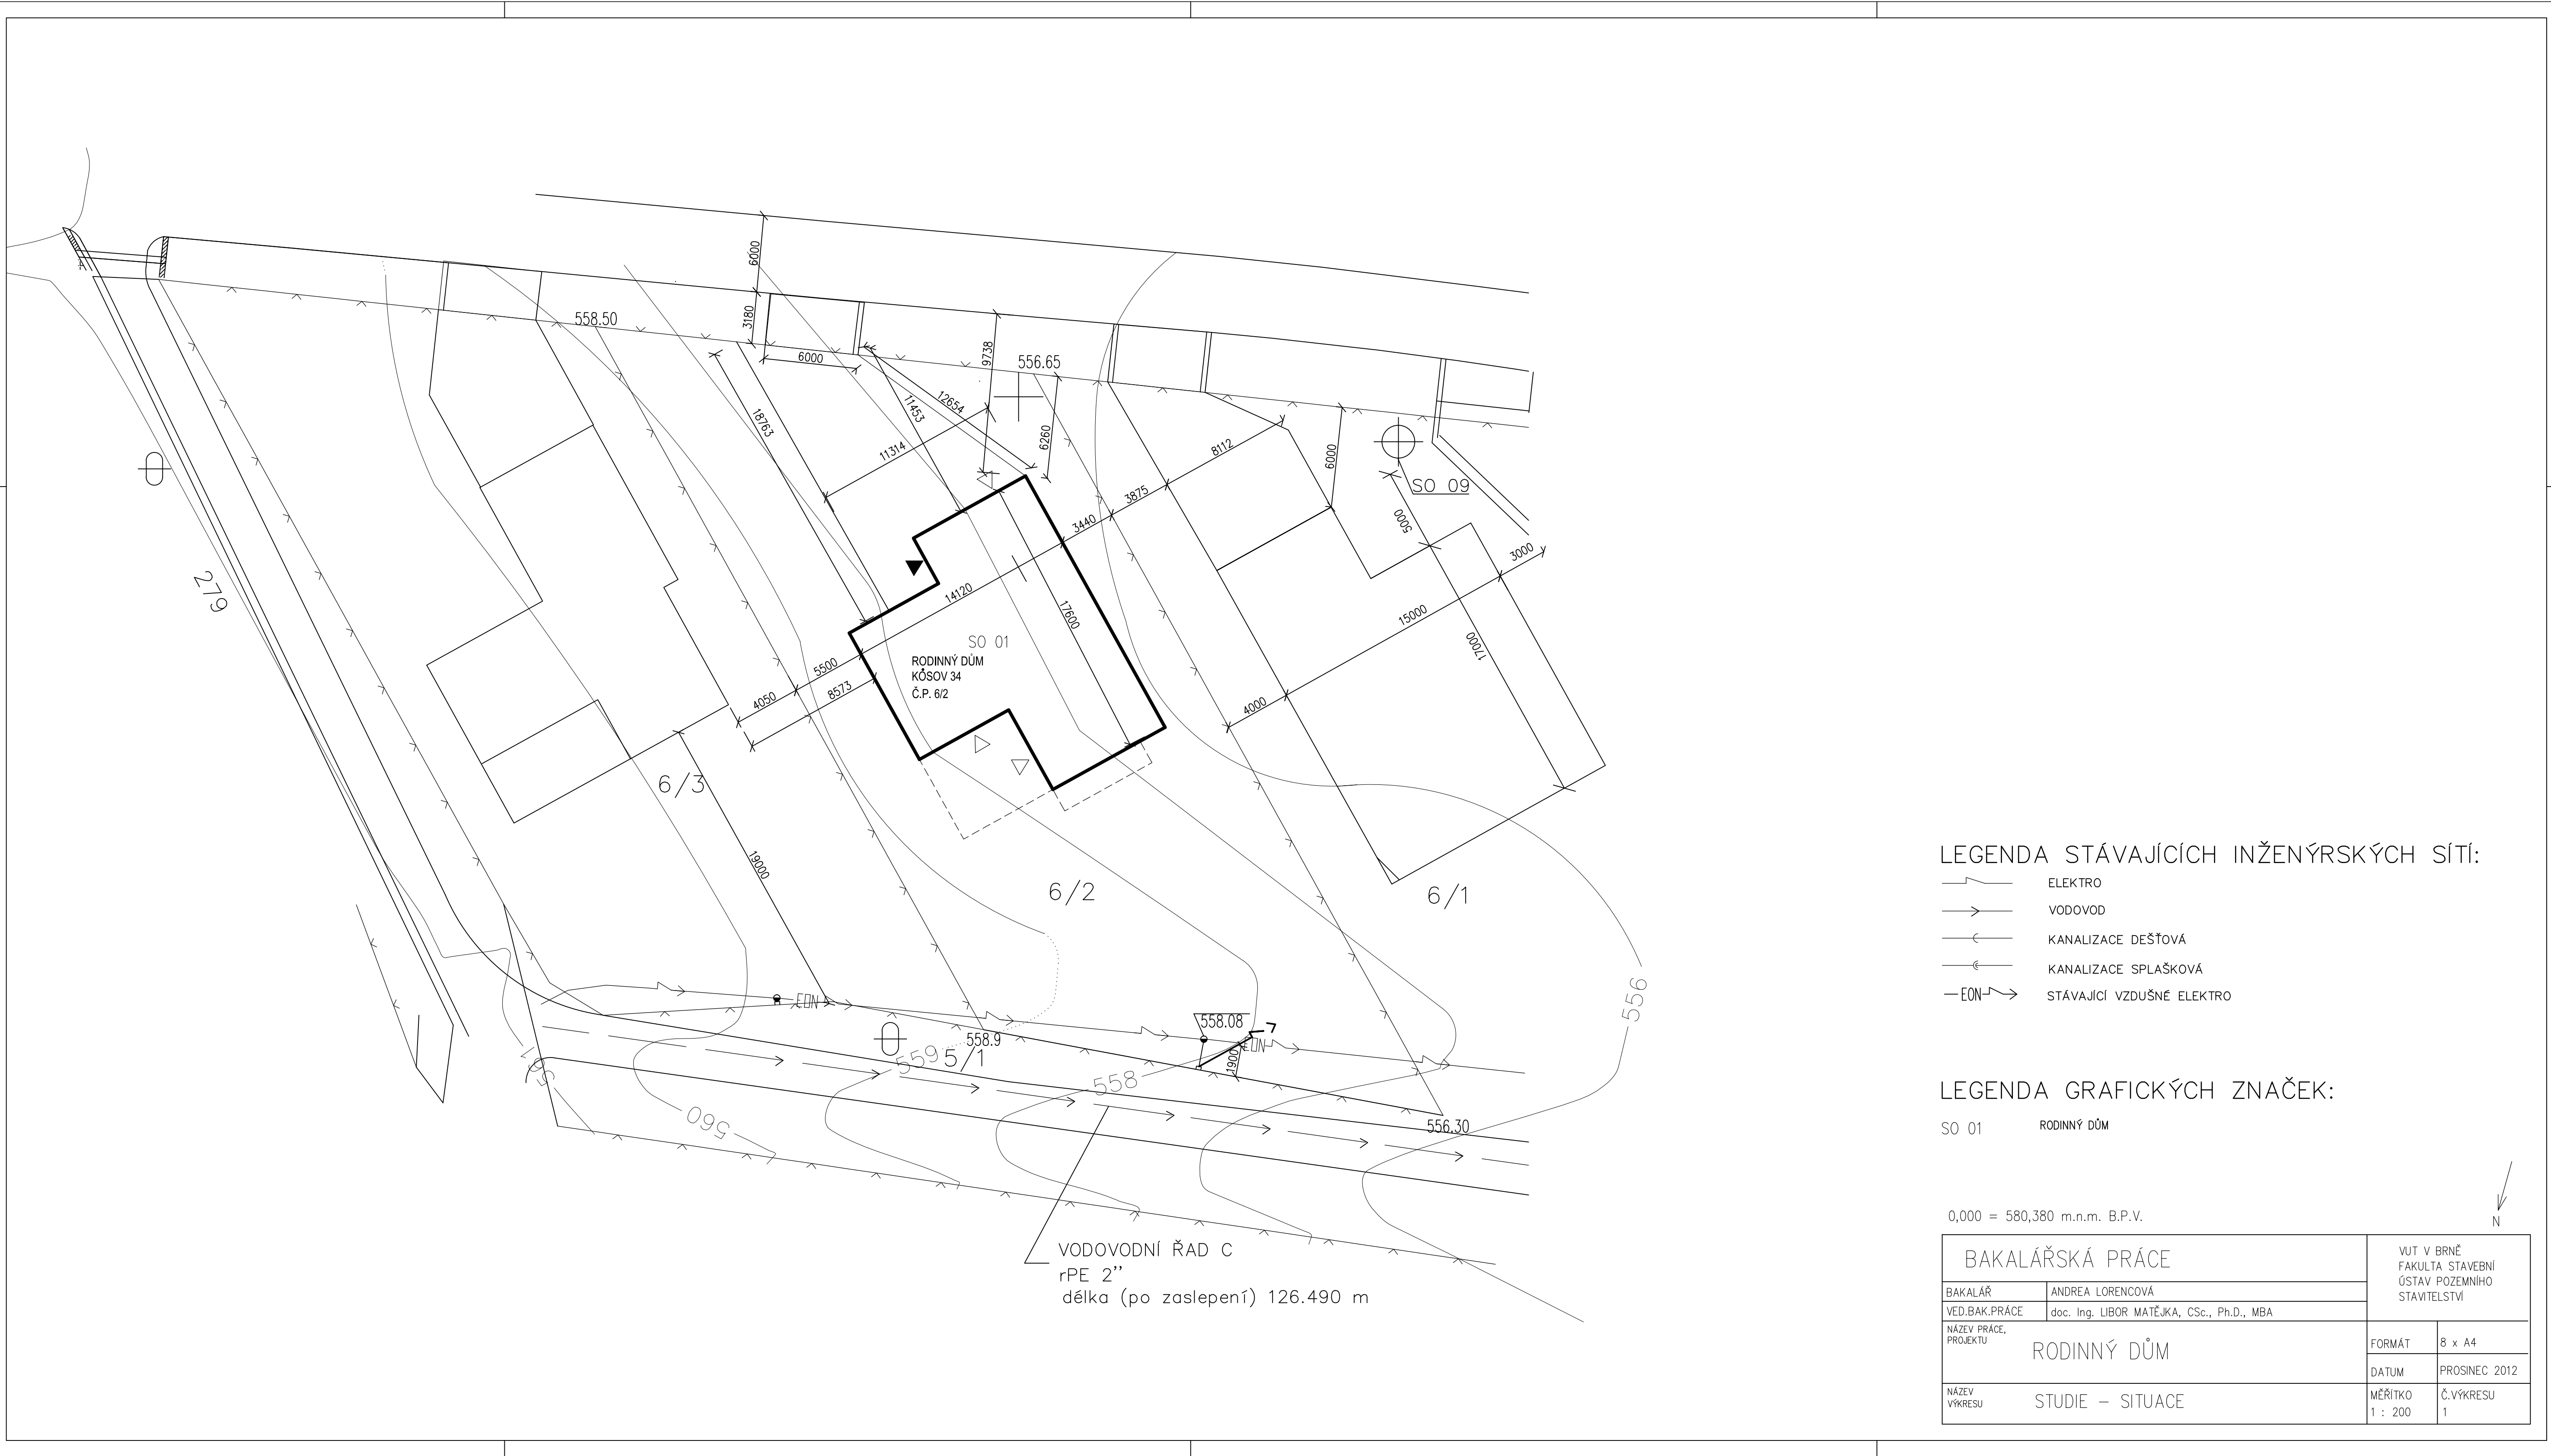 6000
558.50
3180
6000
9738
556.65
18763
11453
12654
11314
6260
8112
6000
SO 09
3875
3440
5000
3000
279
14120
17600
15000
17000
SO 01
RODINNÝ DŮM
KOSOV 34
Č.P. 6/2
5500
8573
4050
4000
6/3
19000
6/2
6/1
LEGENDA STÁVAJÍCÍCH INŽENÝRSKÝCH SÍTÍ:
ELEKTRO
VODOVOD
KANALIZACE DEŠŤOVÁ
KANALIZACE SPLAŠKOVÁ
EON
STÁVAJÍCÍ VZDUŠNÉ ELEKTRO
556
EON
558.08
558.9
EON
1900
559
5/1
561
558
560
556.30
LEGENDA GRAFICKÝCH ZNAČEK:
SO 01
RODINNÝ DŮM
VODOVODNÍ ŘAD C
rPE 2''
délka (po zaslepení) 126.490 m
0,000 = 580,380 m.n.m. B.P.V.
N
BAKALÁŘSKÁ PRÁCE
VUT V BRNĚ
FAKULTA STAVEBNÍ
ÚSTAV POZEMNÍHO
STAVITELSTVÍ
BAKALÁŘ
ANDREA LORENCOVÁ
VED.BAK.PRÁCE
doc. Ing. LIBOR MATĚJKA, CSc., Ph.D., MBA
NÁZEV PRÁCE,
PROJEKTU
RODINNÝ DŮM
FORMÁT
8 x A4
DATUM
PROSINEC 2012
NÁZEV
VÝKRESU
STUDIE – SITUACE
MĚŘÍTKO
1 : 200
Č.VÝKRESU
1